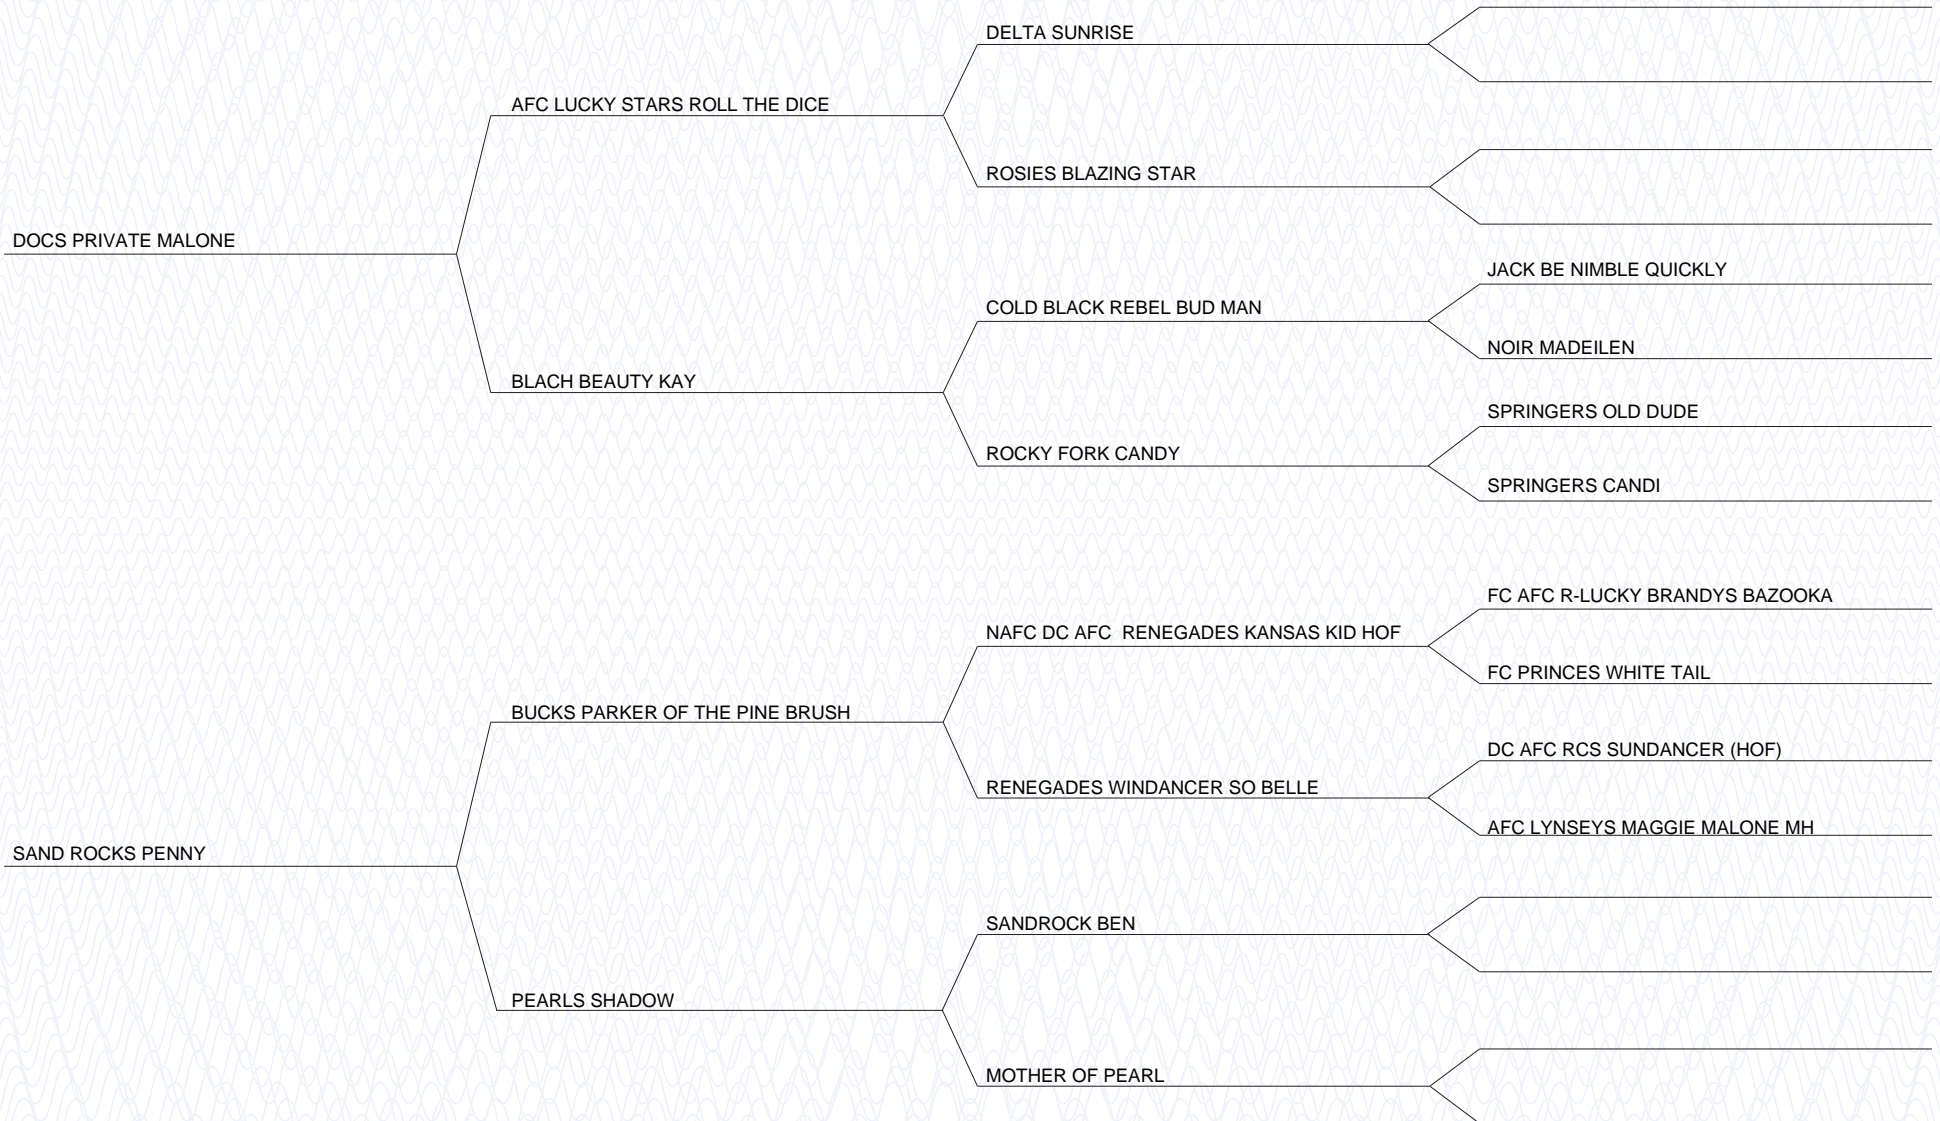 DELTA SUNRISE
AFC LUCKY STARS ROLL THE DICE
ROSIES BLAZING STAR
DOCS PRIVATE MALONE
JACK BE NIMBLE QUICKLY
COLD BLACK REBEL BUD MAN
NOIR MADEILEN
BLACH BEAUTY KAY
SPRINGERS OLD DUDE
ROCKY FORK CANDY
SPRINGERS CANDI
FC AFC R-LUCKY BRANDYS BAZOOKA
NAFC DC AFC  RENEGADES KANSAS KID HOF
FC PRINCES WHITE TAIL
BUCKS PARKER OF THE PINE BRUSH
DC AFC RCS SUNDANCER (HOF)
RENEGADES WINDANCER SO BELLE
AFC LYNSEYS MAGGIE MALONE MH
SAND ROCKS PENNY
SANDROCK BEN
PEARLS SHADOW
MOTHER OF PEARL